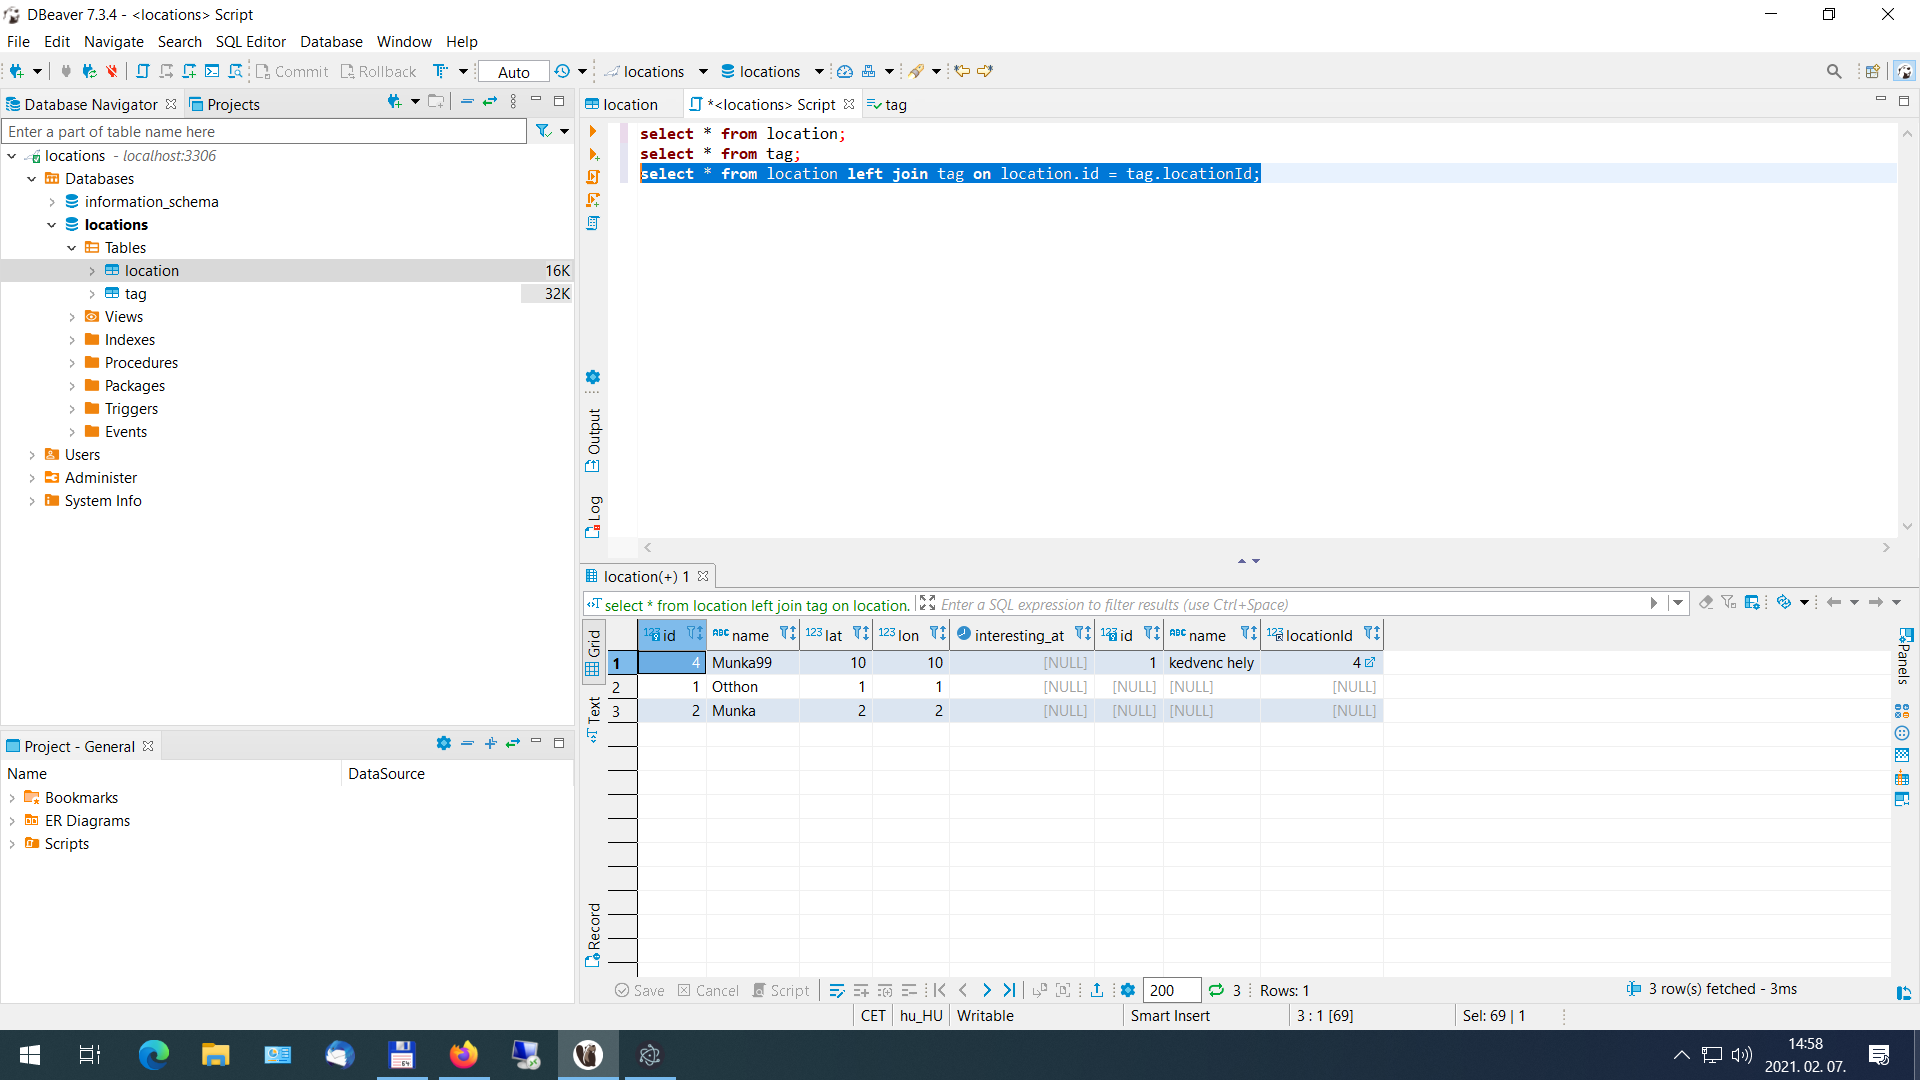 DBeaver 7.3.4 - <locations> Script
File Edit Navigate Search SQL Editor Database Window Help
Commit Rollback Auto locations locations
Database Navigator Projects
Enter a part of table name here
locations - localhost:3306
Databases
information_schema
locations
Tables
location 16K
tag 32K
Views
Indexes
Procedures
Packages
Triggers
Events
Users
Administer
System Info
Project - General
Name DataSource
Bookmarks
ER Diagrams
Scripts
location *<locations> Script tag
select * from location;
select * from tag;
select * from location left join tag on location.id = tag.locationId;
Output
Log
location(+) 1
select * from location left join tag on location. Enter a SQL expression to filter results (use Ctrl+Space)
Grid
Text
Record
Panels
123 id ABC name 123 lat 123 lon interesting_at 123 id ABC name 123 locationId
1 4 Munka99 10 10 [NULL] 1 kedvenc hely 4
2 1 Otthon 1 1 [NULL] [NULL] [NULL] [NULL]
3 2 Munka 2 2 [NULL] [NULL] [NULL] [NULL]
Save Cancel Script 200 3 Rows: 1 3 row(s) fetched - 3ms
CET hu_HU Writable Smart Insert 3 : 1 [69] Sel: 69 | 1
64
14:58
2021. 02. 07.